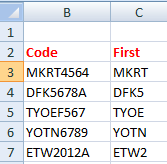 B C
1
2 Code First
3 MKRT4564 MKRT
4 DFK5678A DFK5
5 TYOEF567 TYOE
6 YOTN6789 YOTN
7 ETW2012A ETW2